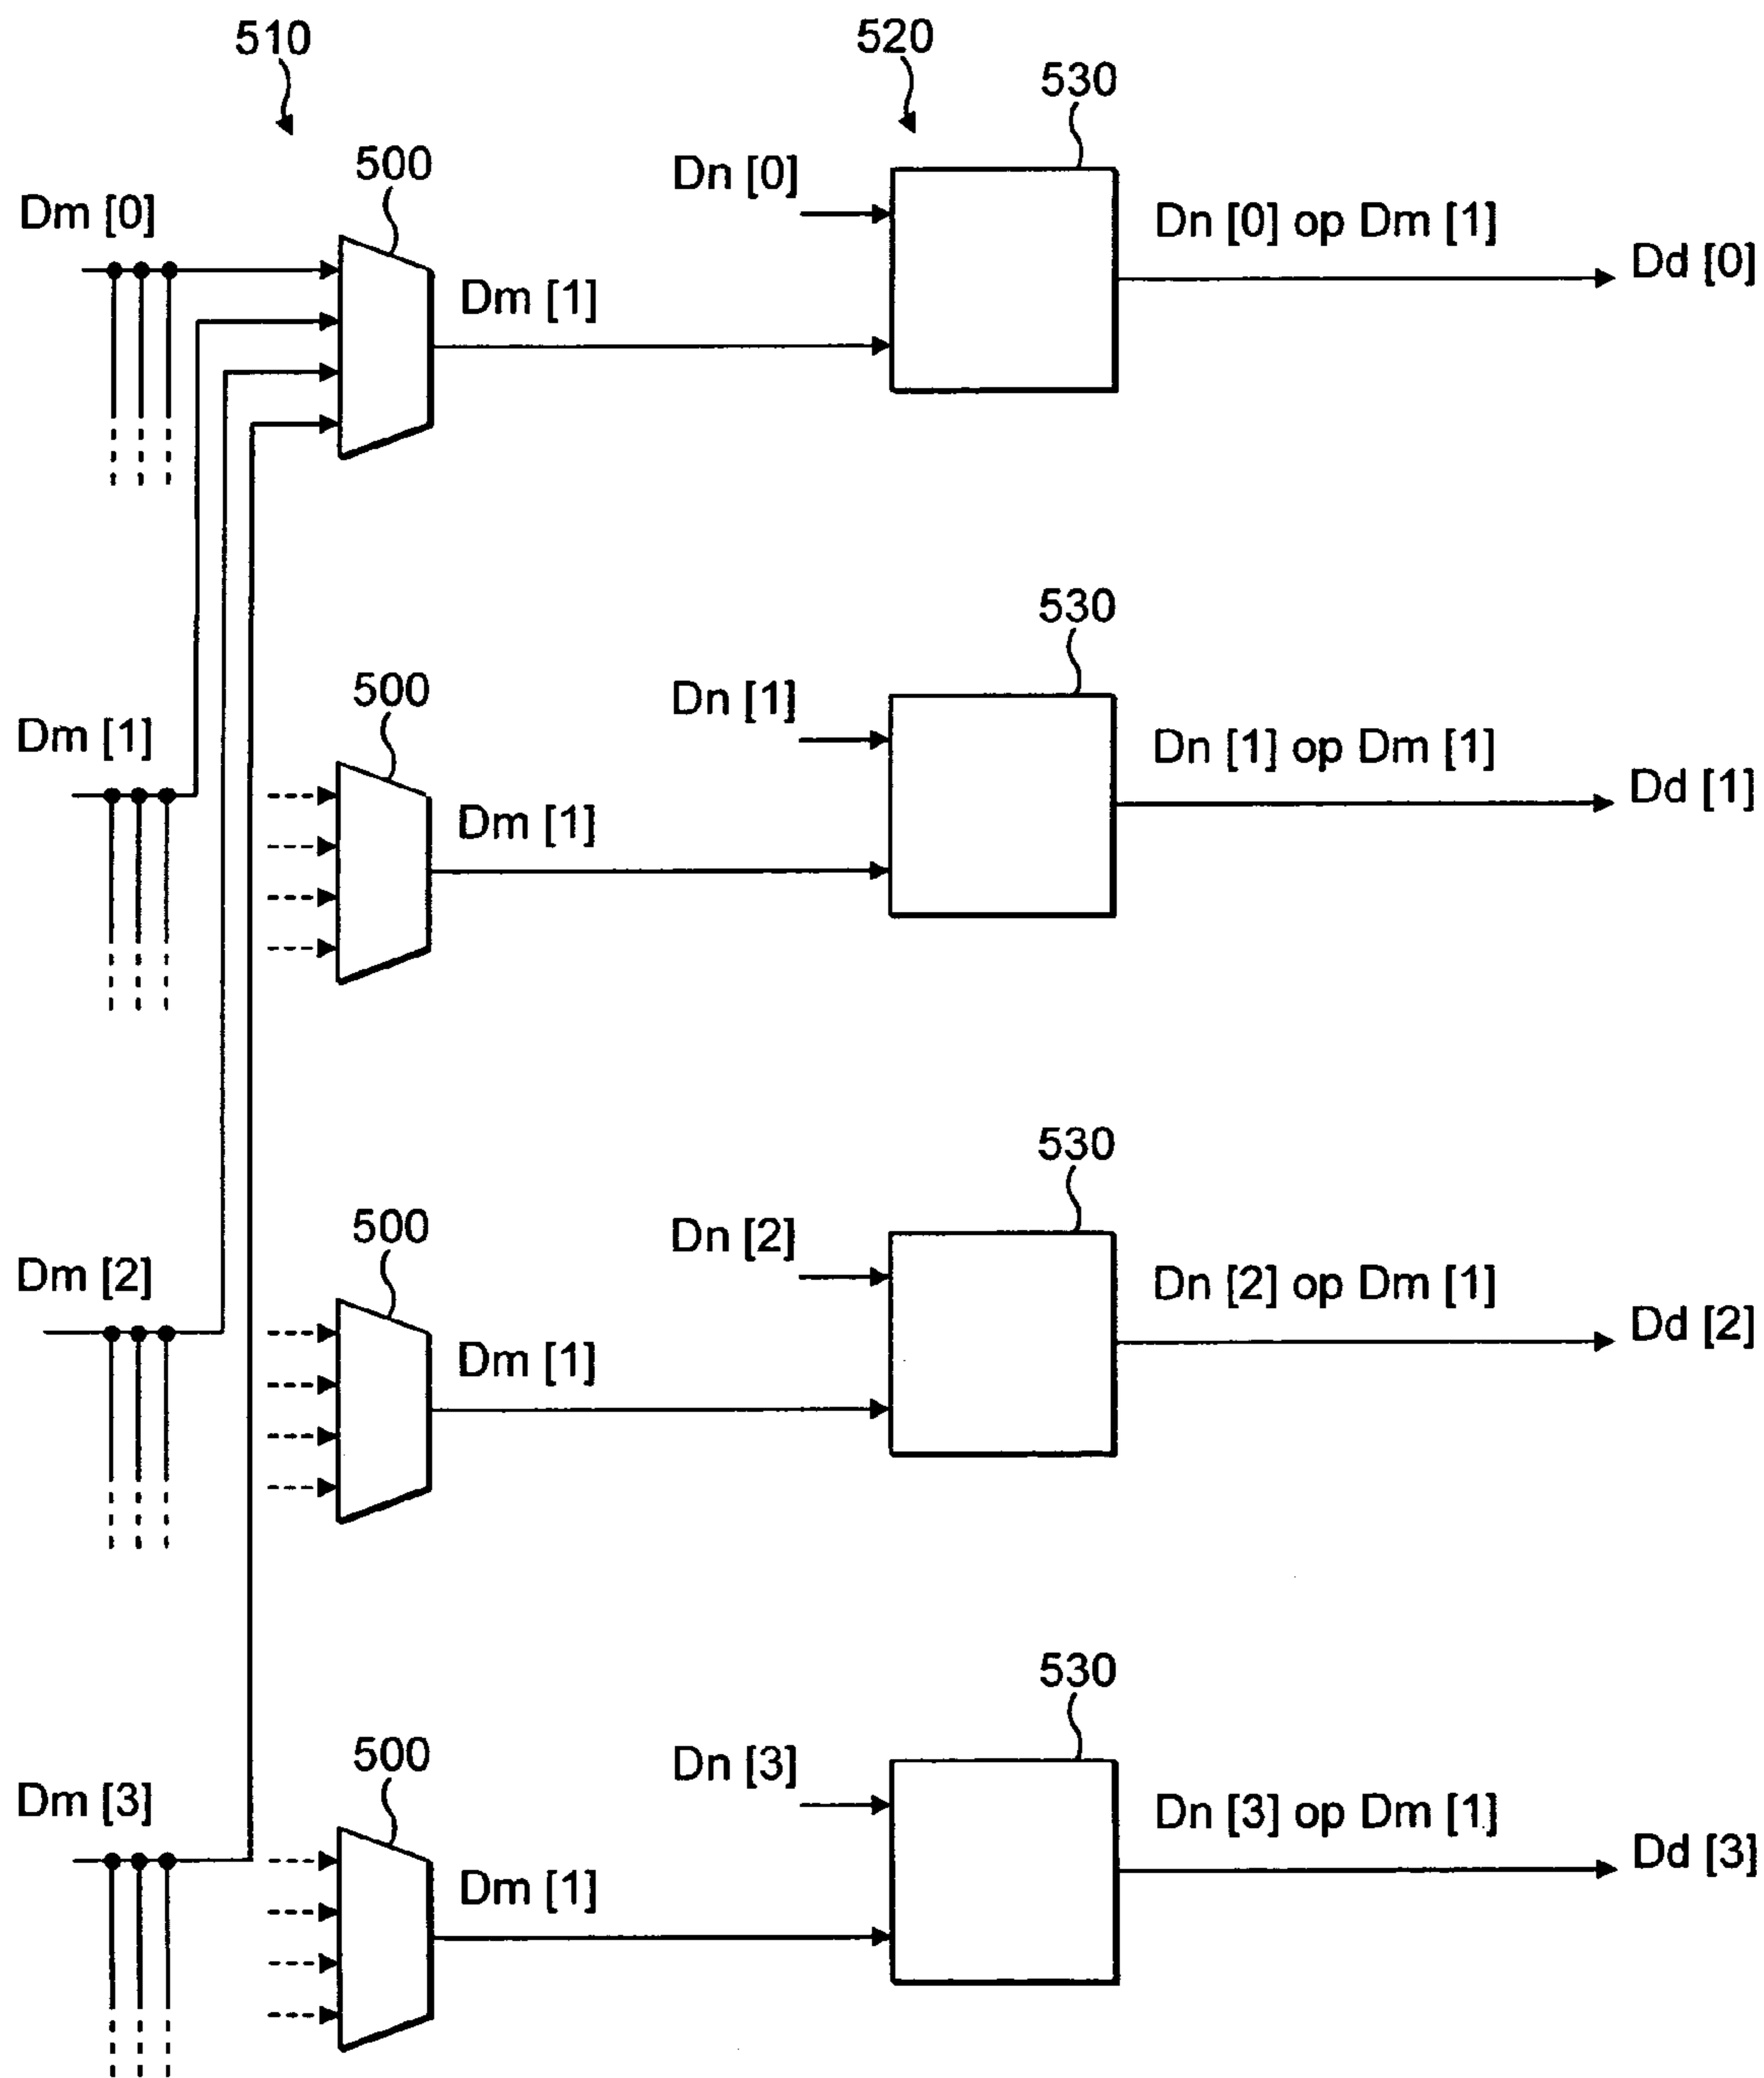 510
520
530
500
Dn [0]
Dm [0]
Dn [0] op Dm [1]
Dd [0]
Dm [1]
530
500
Dn [1]
Dm [1]
Dn [1] op Dm [1]
Dd [1]
Dm [1]
530
500
Dn [2]
Dm [2]
Dn [2] op Dm [1]
Dd [2]
Dm [1]
530
500
Dn [3]
Dm [3]
Dn [3] op Dm [1]
Dd [3]
Dm [1]